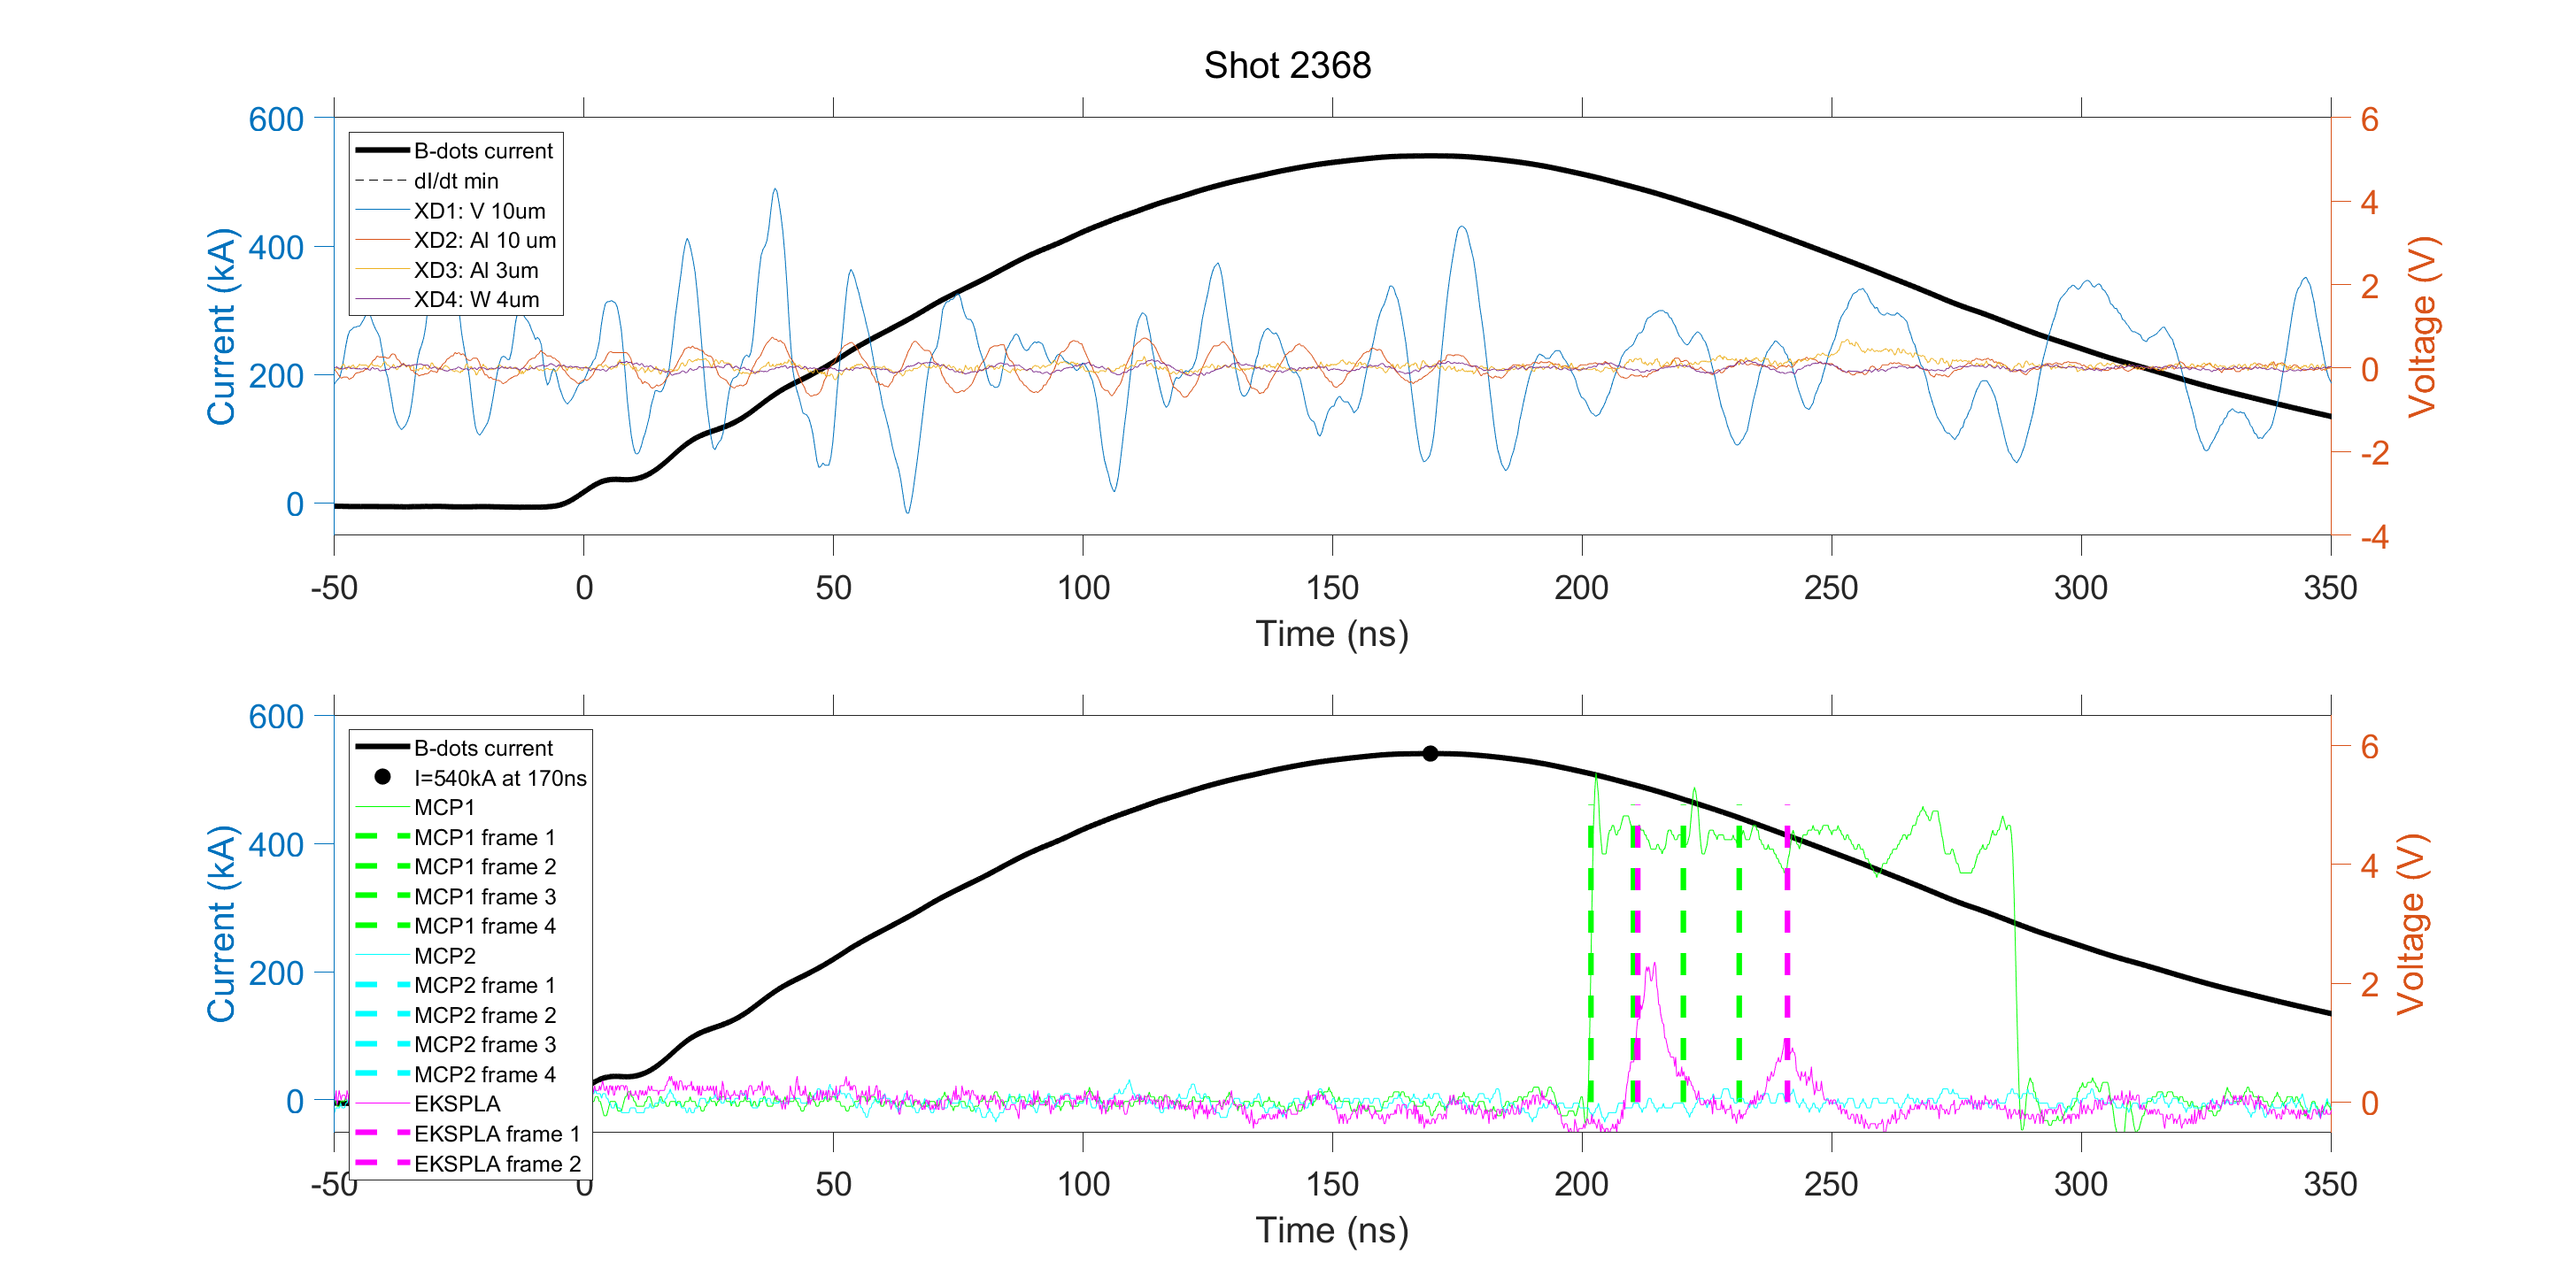 Shot 2368
600
400
200
0
Current (kA)
B-dots current
dI/dt min
XD1: V 10um
XD2: Al 10 um
XD3: Al 3um
XD4: W 4um
6
4
2
0
-2
-4
Voltage (V)
-50 0 50 100 150 200 250 300 350
Time (ns)
600
400
200
0
Current (kA)
B-dots current
I=540kA at 170ns
MCP1
MCP1 frame 1
MCP1 frame 2
MCP1 frame 3
MCP1 frame 4
MCP2
MCP2 frame 1
MCP2 frame 2
MCP2 frame 3
MCP2 frame 4
EKSPLA
EKSPLA frame 1
EKSPLA frame 2
6
4
2
0
Voltage (V)
-50 0 50 100 150 200 250 300 350
Time (ns)